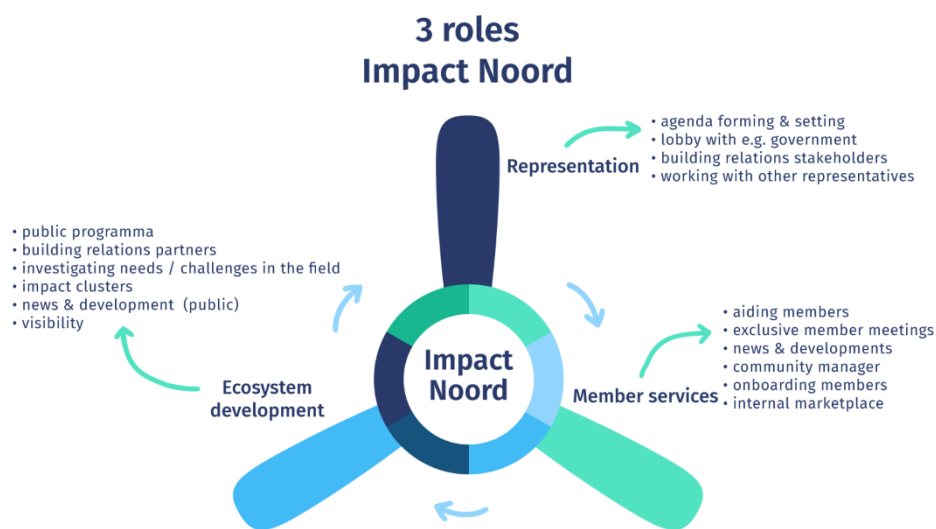 3 roles
Impact Noord
Representation
• agenda forming & setting
• lobby with e.g. government
• building relations stakeholders
• working with other representatives
• public programma
• building relations partners
• investigating needs / challenges in the field
• impact clusters
• news & development (public)
• visibility
Ecosystem
development
Impact
Noord
Member services
• aiding members
• exclusive member meetings
• news & developments
• community manager
• onboarding members
• internal marketplace